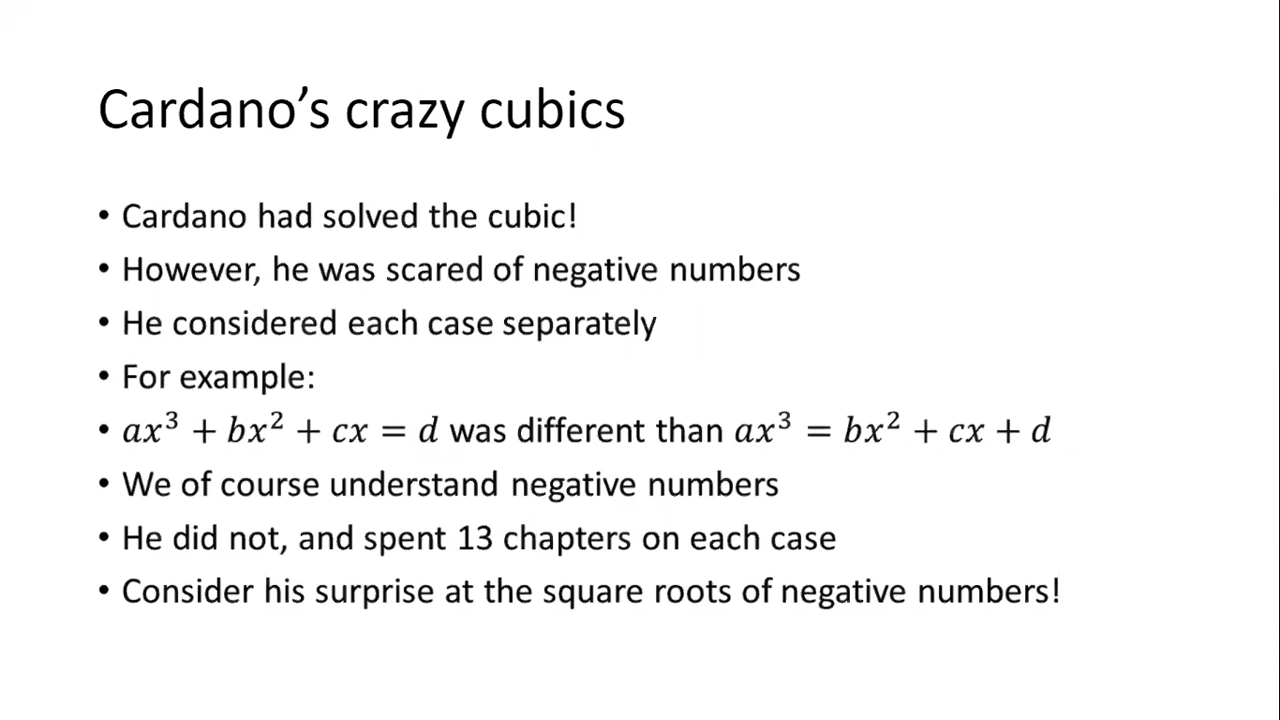 Cardano’s crazy cubics
• Cardano had solved the cubic!
• However, he was scared of negative numbers
• He considered each case separately
• For example:
• ax³ + bx² + cx = d was different than ax³ = bx² + cx + d
• We of course understand negative numbers
• He did not, and spent 13 chapters on each case
• Consider his surprise at the square roots of negative numbers!